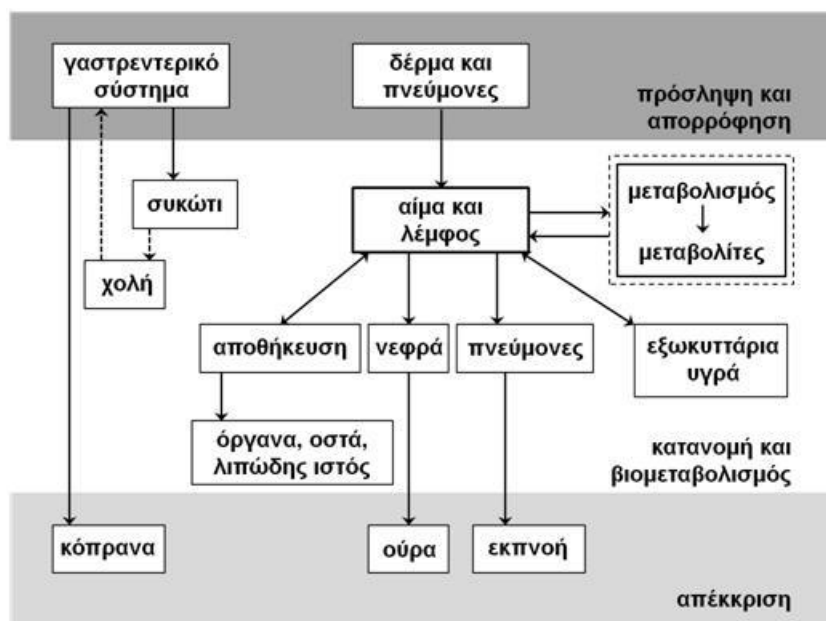 γαστρεντερικό
σύστημα
δέρμα και
πνεύμονες
πρόσληψη και
απορρόφηση
συκώτι
αίμα και
λέμφος
μεταβολισμός
μεταβολίτες
χολή
αποθήκευση
νεφρά
πνεύμονες
εξωκυττάρια
υγρά
όργανα, οστά,
λιπώδης ιστός
κατανομή και
βιομεταβολισμός
κόπρανα
ούρα
εκπνοή
απέκκριση